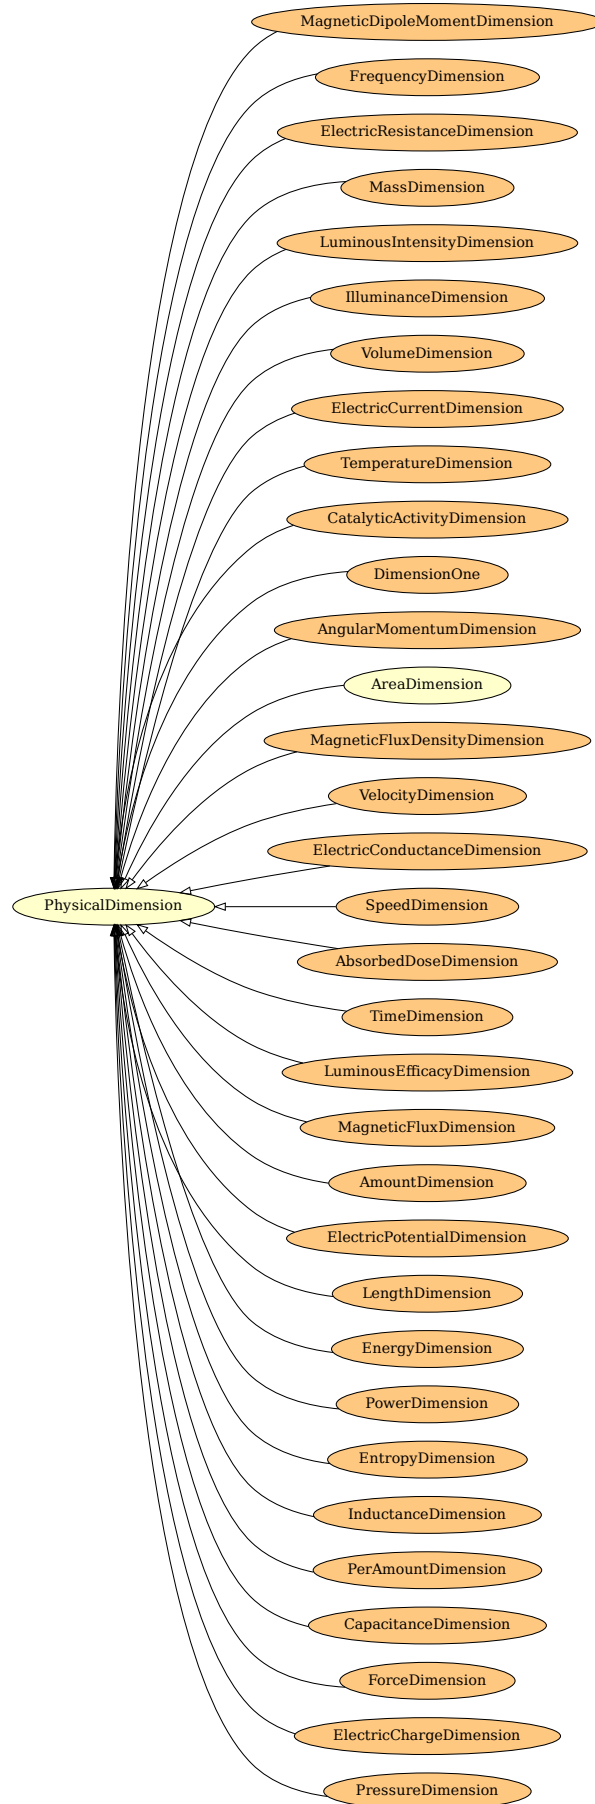 MagneticDipoleMomentDimension
FrequencyDimension
ElectricResistanceDimension
MassDimension
LuminousIntensityDimension
IlluminanceDimension
VolumeDimension
ElectricCurrentDimension
TemperatureDimension
CatalyticActivityDimension
DimensionOne
AngularMomentumDimension
AreaDimension
MagneticFluxDensityDimension
VelocityDimension
ElectricConductanceDimension
PhysicalDimension
SpeedDimension
AbsorbedDoseDimension
TimeDimension
LuminousEfficacyDimension
MagneticFluxDimension
AmountDimension
ElectricPotentialDimension
LengthDimension
EnergyDimension
PowerDimension
EntropyDimension
InductanceDimension
PerAmountDimension
CapacitanceDimension
ForceDimension
ElectricChargeDimension
PressureDimension